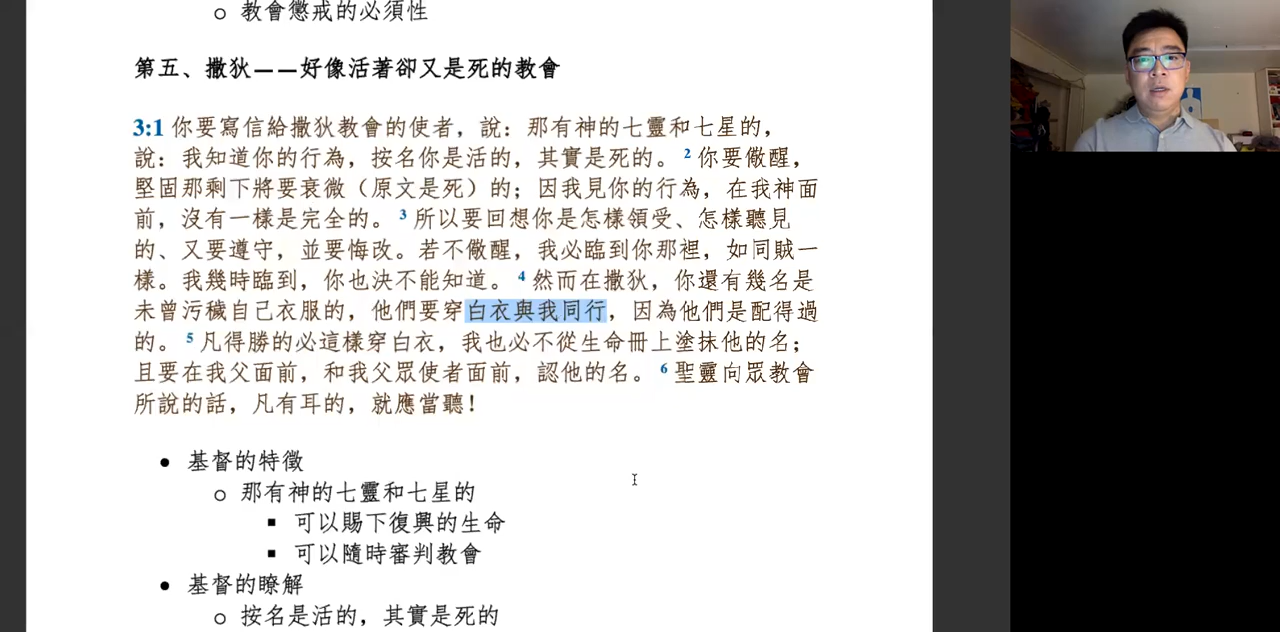 ○ 教會懲戒的必須性
第五、撒狄——好像活著卻又是死的教會
3:1 你要寫信給撒狄教會的使者，說：那有神的七靈和七星的，
說：我知道你的行為，按名你是活的，其實是死的。 2 你要儆醒，
堅固那剩下將要衰微（原文是死）的；因我見你的行為，在我神面
前，沒有一樣是完全的。 3 所以要回想你是怎樣領受、怎樣聽見
的、又要遵守，並要悔改。若不儆醒，我必臨到你那裡，如同賊一
樣。我幾時臨到，你也決不能知道。 4 然而在撒狄，你還有幾名是
未曾污穢自己衣服的，他們要穿白衣與我同行，因為他們是配得過
的。 5 凡得勝的必這樣穿白衣，我也必不從生命冊上塗抹他的名；
且要在我父面前，和我父眾使者面前，認他的名。 6 聖靈向眾教會
所說的話，凡有耳的，就應當聽！
● 基督的特徵
○ 那有神的七靈和七星的
■ 可以賜下復興的生命
■ 可以隨時審判教會
● 基督的瞭解
○ 按名是活的，其實是死的